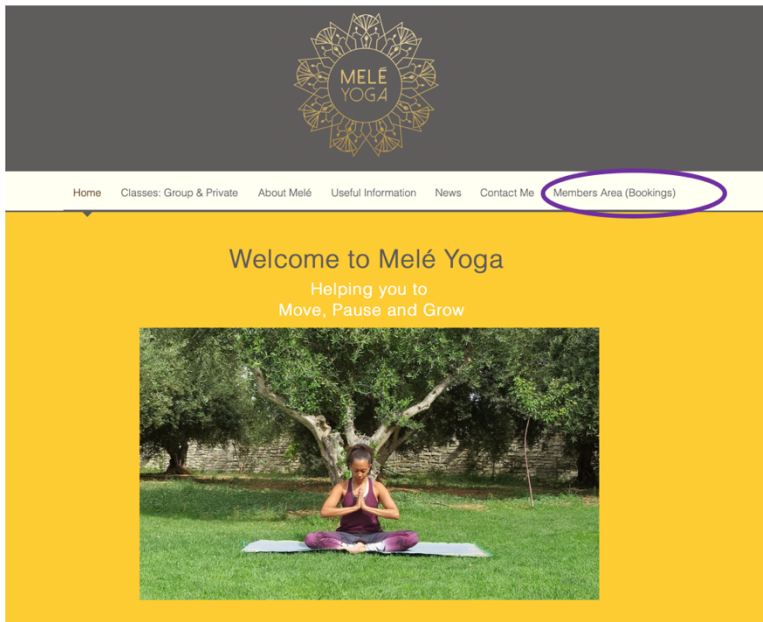 MELÉ
YOGA
Home Classes: Group & Private About Melé Useful Information News Contact Me Members Area (Bookings)
Welcome to Melé Yoga
Helping you to
Move, Pause and Grow